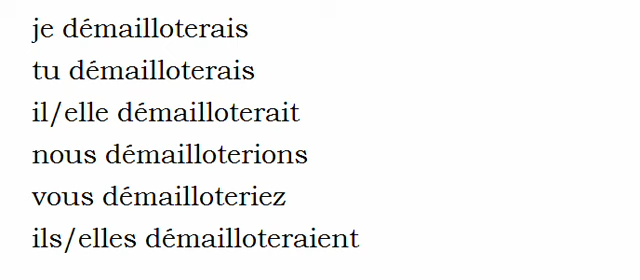 je démailloterais
tu démailloterais
il/elle démailloterait
nous démailloterions
vous démailloteriez
ils/elles démailloteraient